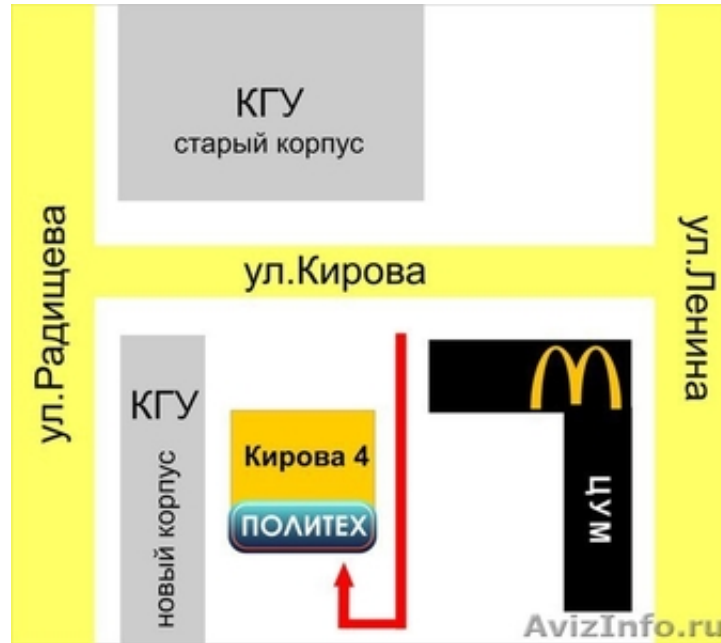 КГУ
старый корпус
ул.Радищева
ул.Кирова
ул.Ленина
КГУ
новый корпус
Кирова 4
ПОЛИТЕХ
ЦУМ
AvizInfo.ru